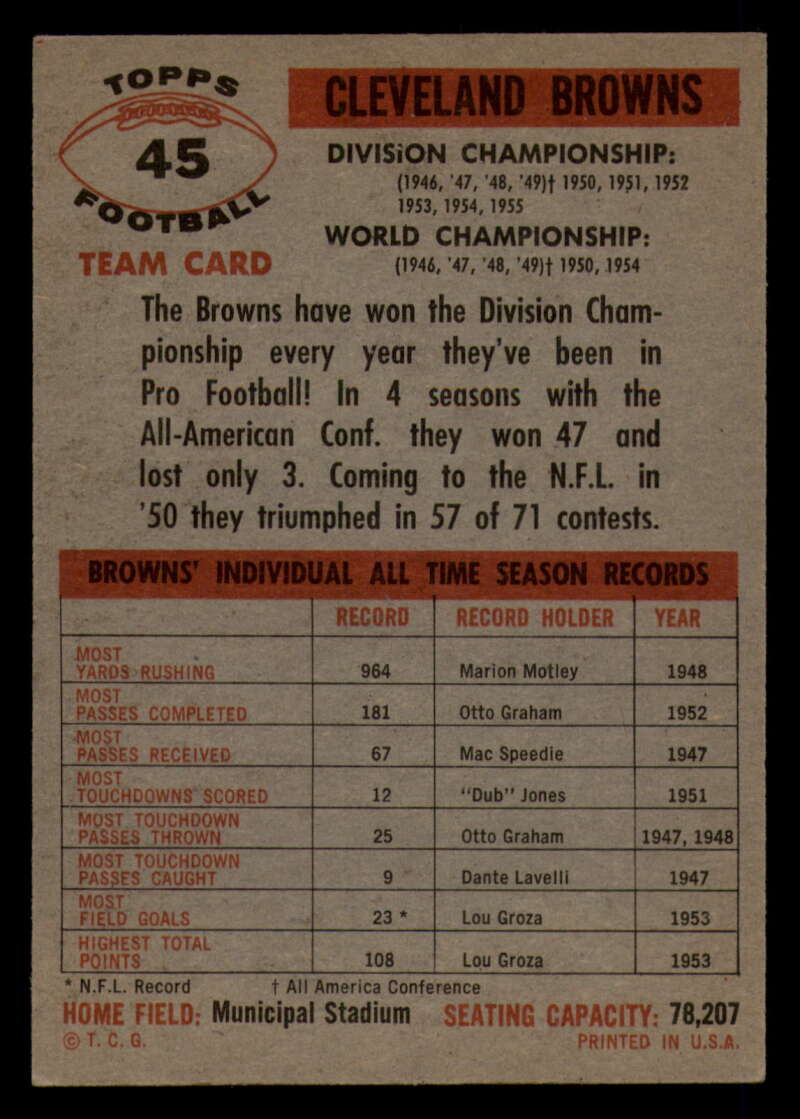 TOPPS
45
FOOTBALL
TEAM CARD
CLEVELAND BROWNS
DIVISiON CHAMPIONSHIP:
(1946, '47, '48, '49)† 1950, 1951, 1952
1953, 1954, 1955
WORLD CHAMPIONSHIP:
(1946, '47, '48, '49)† 1950, 1954
The Browns have won the Division Cham-
pionship every year they've been in
Pro Football! In 4 seasons with the
All-American Conf. they won 47 and
lost only 3. Coming to the N.F.L. in
'50 they triumphed in 57 of 71 contests.
BROWNS' INDIVIDUAL ALL TIME SEASON RECORDS
RECORD RECORD HOLDER YEAR
MOST
YARDS RUSHING 964 Marion Motley 1948
MOST
PASSES COMPLETED 181 Otto Graham 1952
MOST
PASSES RECEIVED 67 Mac Speedie 1947
MOST
TOUCHDOWNS SCORED 12 "Dub" Jones 1951
MOST TOUCHDOWN
PASSES THROWN 25 Otto Graham 1947, 1948
MOST TOUCHDOWN
PASSES CAUGHT 9 Dante Lavelli 1947
MOST
FIELD GOALS 23 * Lou Groza 1953
HIGHEST TOTAL
POINTS 108 Lou Groza 1953
* N.F.L. Record † All America Conference
HOME FIELD: Municipal Stadium SEATING CAPACITY: 78,207
© T. C. G. PRINTED IN U.S.A.